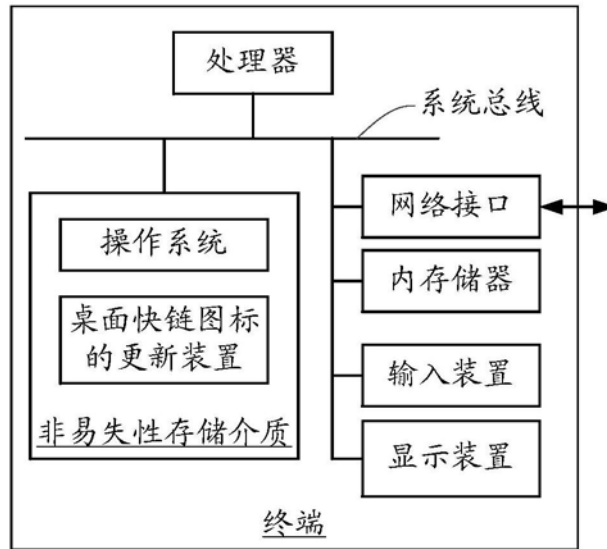 处理器
系统总线
网络接口
操作系统
内存储器
桌面快链图标
的更新装置
输入装置
非易失性存储介质
显示装置
终端